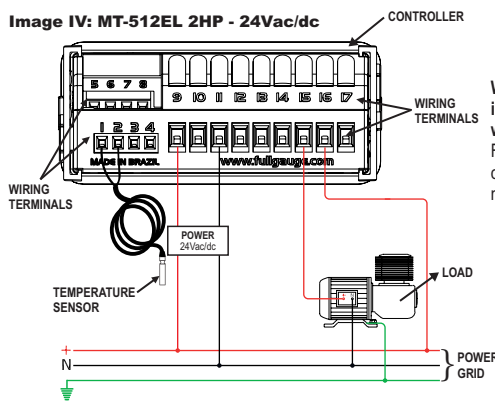 Image IV: MT-512EL 2HP - 24Vac/dc
CONTROLLER
5 6 7 8
9 10 11 12 13 14 15 16 17
WIRING
TERMINALS
1 2 3 4
MADE IN BRAZIL
www.fullgauge.com
WIRING
TERMINALS
POWER
24Vac/dc
TEMPERATURE
SENSOR
LOAD
+
N
POWER
GRID